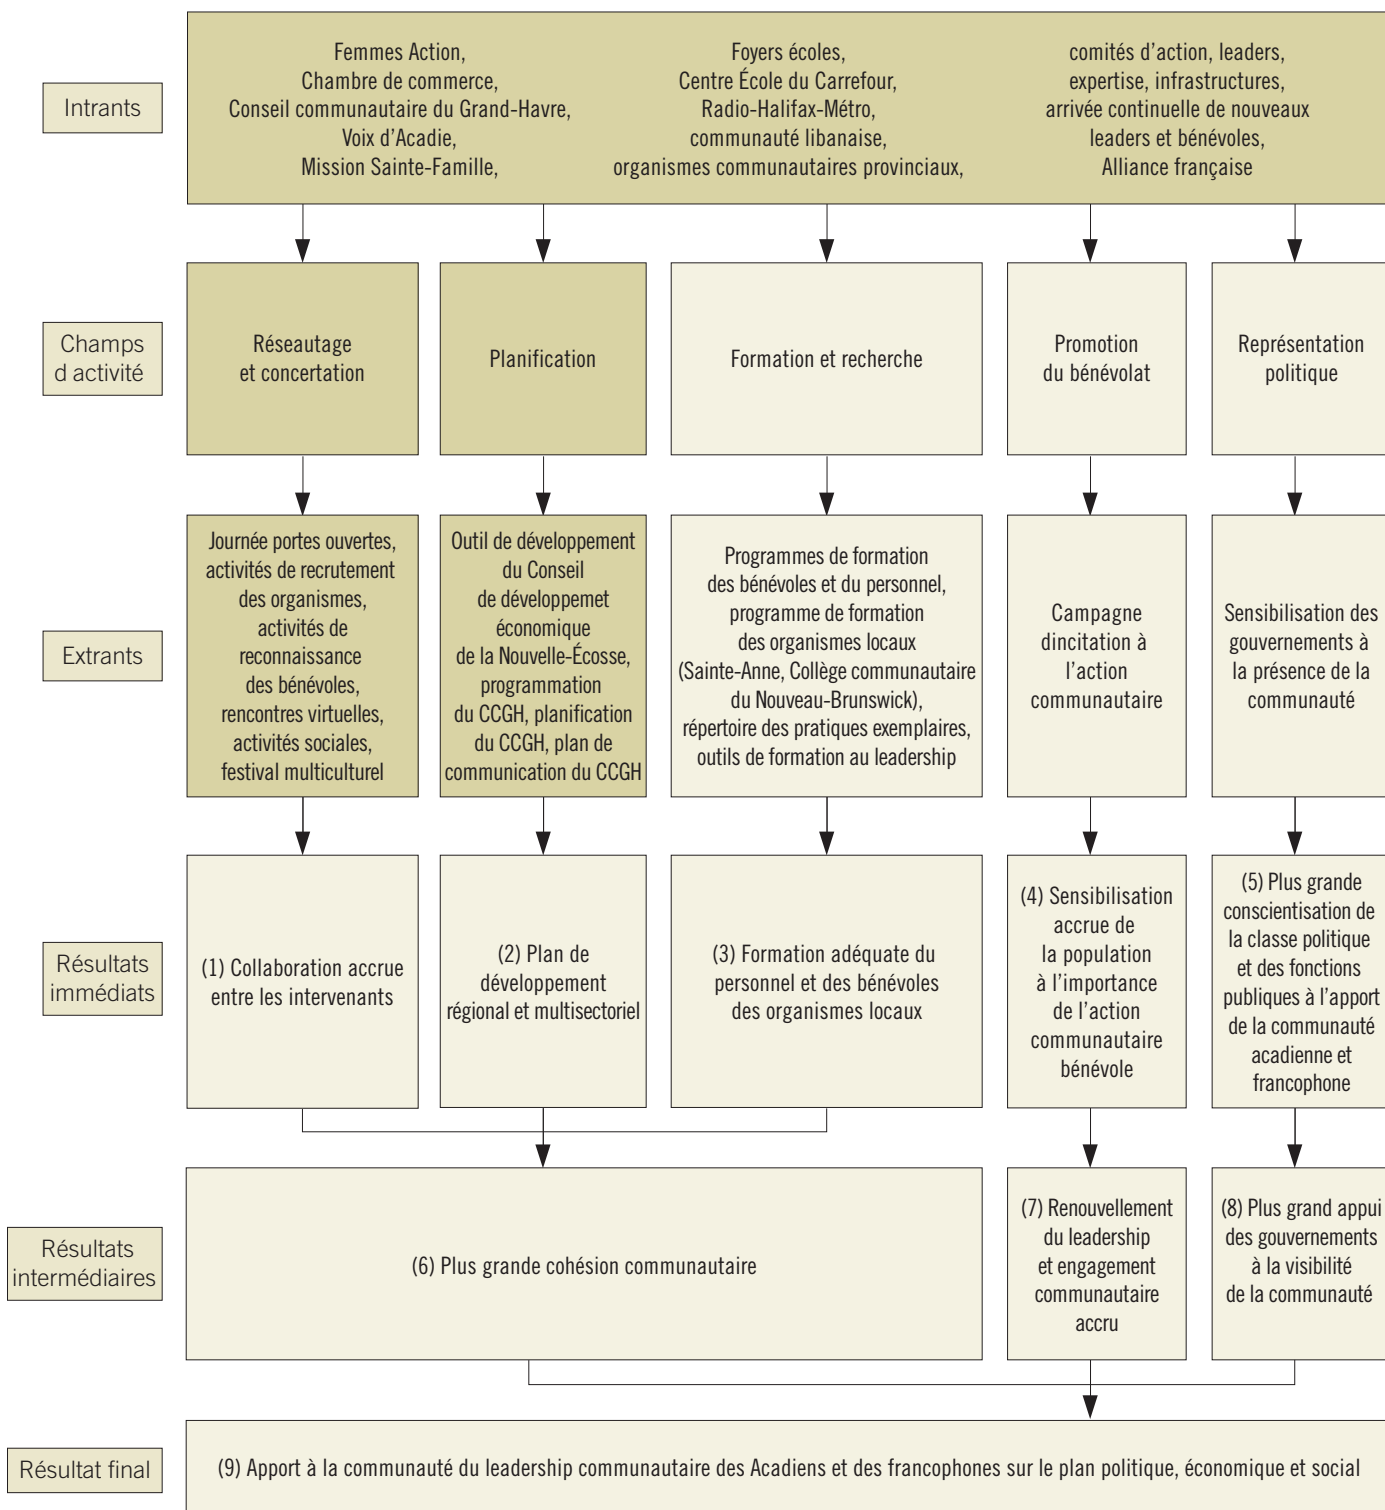 Intrants
Femmes Action,
Chambre de commerce,
Conseil communautaire du Grand-Havre,
Voix d'Acadie,
Mission Sainte-Famille,
Foyers écoles,
Centre École du Carrefour,
Radio-Halifax-Métro,
communauté libanaise,
organismes communautaires provinciaux,
comités d'action, leaders,
expertise, infrastructures,
arrivée continuelle de nouveaux
leaders et bénévoles,
Alliance française
Champs
d activité
Réseautage
et concertation
Planification
Formation et recherche
Promotion
du bénévolat
Représentation
politique
Extrants
Journée portes ouvertes,
activités de recrutement
des organismes,
activités de
reconnaissance
des bénévoles,
rencontres virtuelles,
activités sociales,
festival multiculturel
Outil de développement
du Conseil
de développemet
économique
de la Nouvelle-Écosse,
programmation
du CCGH, planification
du CCGH, plan de
communication du CCGH
Programmes de formation
des bénévoles et du personnel,
programme de formation
des organismes locaux
(Sainte-Anne, Collège communautaire
du Nouveau-Brunswick),
répertoire des pratiques exemplaires,
outils de formation au leadership
Campagne
dincitation à
l'action
communautaire
Sensibilisation des
gouvernements à
la présence de la
communauté
Résultats
immédiats
(1) Collaboration accrue
entre les intervenants
(2) Plan de
développement
régional et multisectoriel
(3) Formation adéquate du
personnel et des bénévoles
des organismes locaux
(4) Sensibilisation
accrue de
la population
à l'importance
de l'action
communautaire
bénévole
(5) Plus grande
conscientisation de
la classe politique
et des fonctions
publiques à l'apport
de la communauté
acadienne et
francophone
Résultats
intermédiaires
(6) Plus grande cohésion communautaire
(7) Renouvellement
du leadership
et engagement
communautaire
accru
(8) Plus grand appui
des gouvernements
à la visibilité
de la communauté
Résultat final
(9) Apport à la communauté du leadership communautaire des Acadiens et des francophones sur le plan politique, économique et social